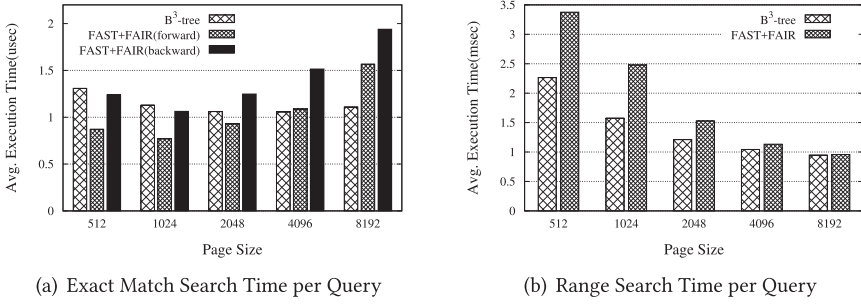 2
1.5
1
0.5
0
Avg. Execution Time(usec)
B³-tree
FAST+FAIR(forward)
FAST+FAIR(backward)
512 1024 2048 4096 8192
Page Size
(a) Exact Match Search Time per Query
3.5
3
2.5
2
1.5
1
0.5
0
Avg. Execution Time(msec)
B³-tree
FAST+FAIR
512 1024 2048 4096 8192
Page Size
(b) Range Search Time per Query